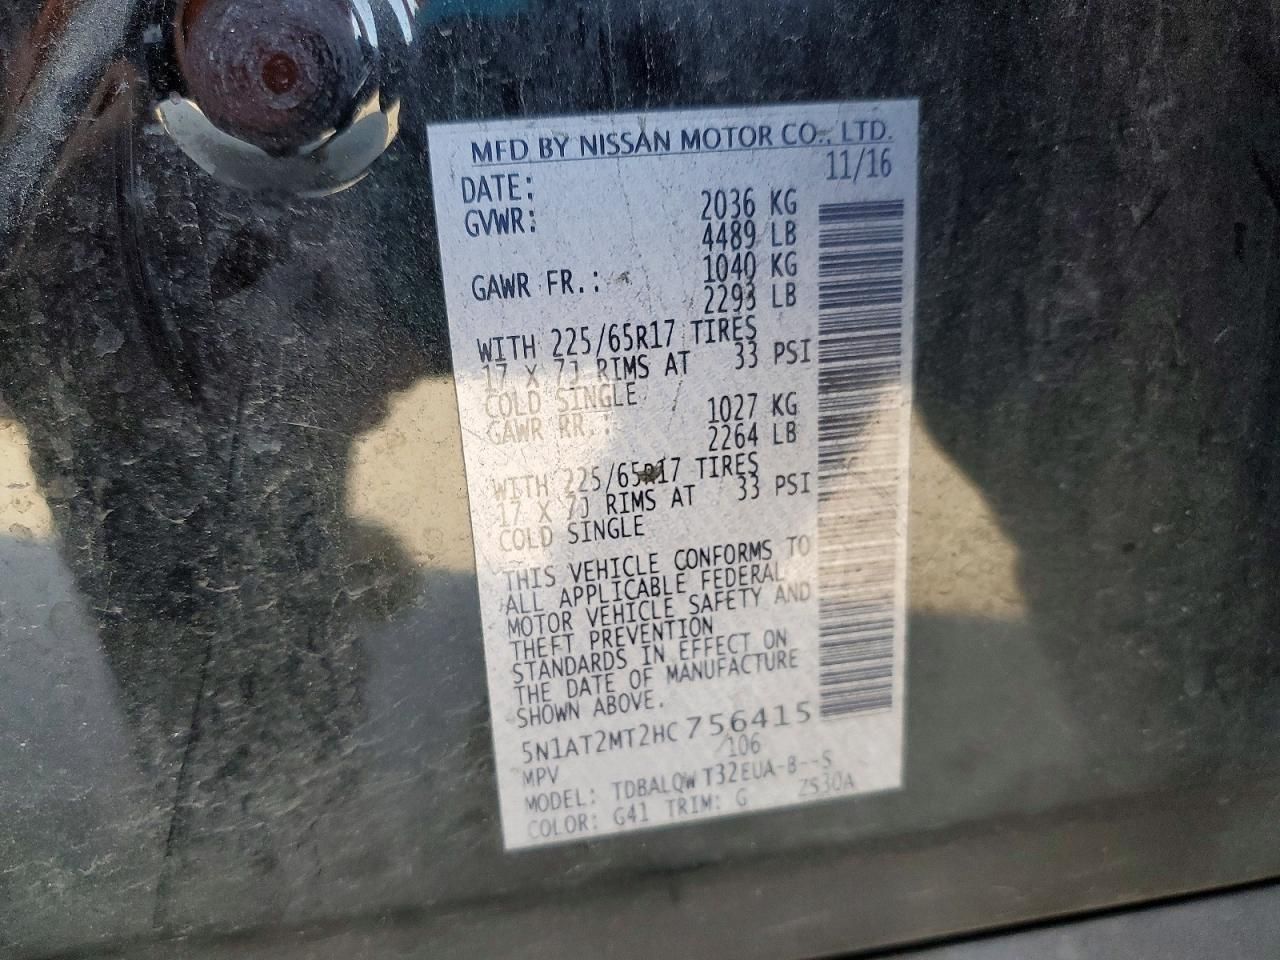 MFD BY NISSAN MOTOR CO., LTD.
DATE: 11/16
GVWR: 2036 KG
4489 LB
GAWR FR.: 1040 KG
2293 LB
WITH 225/65R17 TIRES
17 X 7J RIMS AT 33 PSI
COLD SINGLE
GAWR RR.: 1027 KG
2264 LB
WITH 225/65R17 TIRES
17 X 7J RIMS AT 33 PSI
COLD SINGLE
THIS VEHICLE CONFORMS TO
ALL APPLICABLE FEDERAL
MOTOR VEHICLE SAFETY AND
THEFT PREVENTION
STANDARDS IN EFFECT ON
THE DATE OF MANUFACTURE
SHOWN ABOVE.
5N1AT2MT2HC756415
MPV /106
MODEL: TDBALQW T32EUA-B--S
COLOR: G41 TRIM: G ZS30A